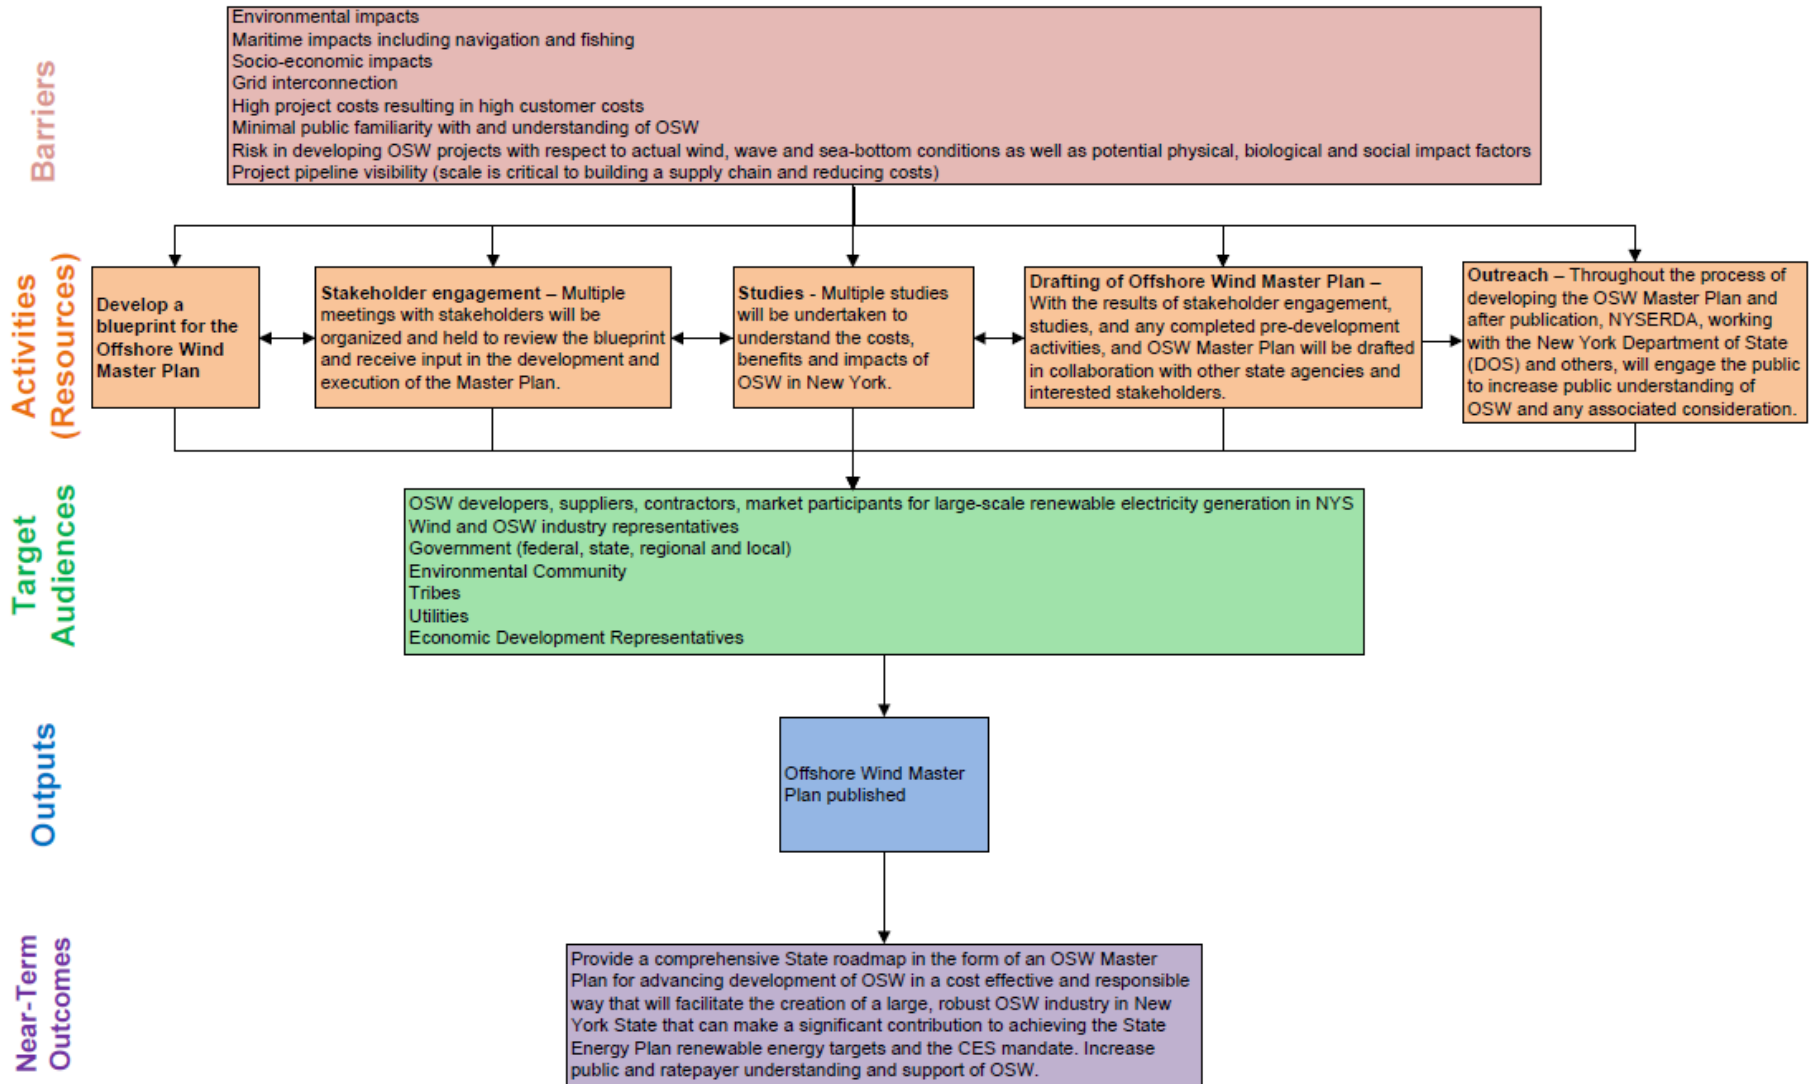 Barriers
Environmental impacts
Maritime impacts including navigation and fishing
Socio-economic impacts
Grid interconnection
High project costs resulting in high customer costs
Minimal public familiarity with and understanding of OSW
Risk in developing OSW projects with respect to actual wind, wave and sea-bottom conditions as well as potential physical, biological and social impact factors
Project pipeline visibility (scale is critical to building a supply chain and reducing costs)
Activities
(Resources)
Develop a
blueprint for the
Offshore Wind
Master Plan
Stakeholder engagement – Multiple
meetings with stakeholders will be
organized and held to review the blueprint
and receive input in the development and
execution of the Master Plan.
Studies - Multiple studies
will be undertaken to
understand the costs,
benefits and impacts of
OSW in New York.
Drafting of Offshore Wind Master Plan –
With the results of stakeholder engagement,
studies, and any completed pre-development
activities, and OSW Master Plan will be drafted
in collaboration with other state agencies and
interested stakeholders.
Outreach – Throughout the process of
developing the OSW Master Plan and
after publication, NYSERDA, working
with the New York Department of State
(DOS) and others, will engage the public
to increase public understanding of
OSW and any associated consideration.
Target
Audiences
OSW developers, suppliers, contractors, market participants for large-scale renewable electricity generation in NYS
Wind and OSW industry representatives
Government (federal, state, regional and local)
Environmental Community
Tribes
Utilities
Economic Development Representatives
Outputs
Offshore Wind Master
Plan published
Near-Term
Outcomes
Provide a comprehensive State roadmap in the form of an OSW Master
Plan for advancing development of OSW in a cost effective and responsible
way that will facilitate the creation of a large, robust OSW industry in New
York State that can make a significant contribution to achieving the State
Energy Plan renewable energy targets and the CES mandate. Increase
public and ratepayer understanding and support of OSW.